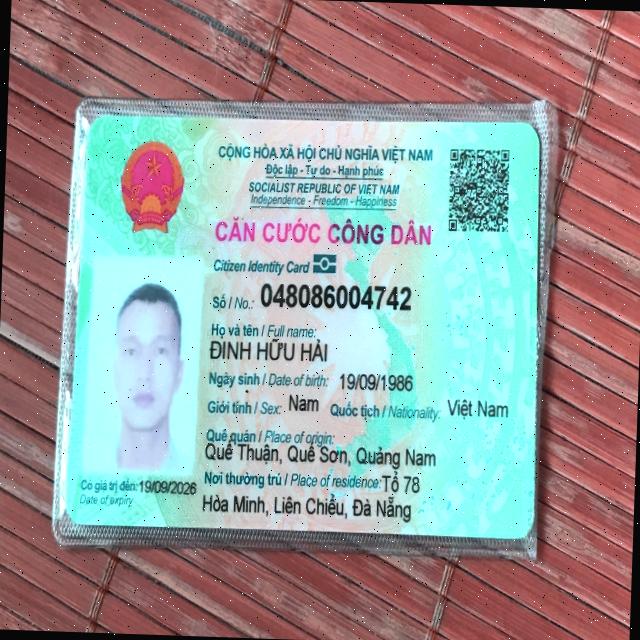 CỘNG HÒA XÃ HỘI CHỦ NGHĨA VIỆT NAM
Độc lập - Tự do - Hạnh phúc
SOCIALIST REPUBLIC OF VIET NAM
Independence - Freedom - Happiness
CĂN CƯỚC CÔNG DÂN
Citizen Identity Card
Số / No.: 048086004742
Họ và tên / Full name:
ĐINH HỮU HẢI
Ngày sinh / Date of birth: 19/09/1986
Giới tính / Sex: Nam Quốc tịch / Nationality: Việt Nam
Quê quán / Place of origin:
Quế Thuận, Quế Sơn, Quảng Nam
Nơi thường trú / Place of residence: Tổ 78
Hòa Minh, Liên Chiểu, Đà Nẵng
Có giá trị đến: 19/09/2026
Date of expiry